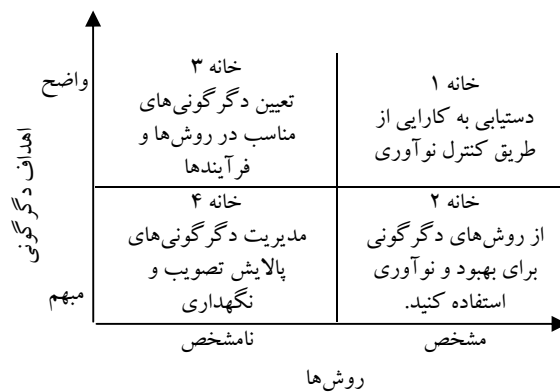 واضح
اهداف دگرگونی
مبهم
خانه ۱
دستیابی به کارایی از
طریق کنترل نوآوری
خانه ۳
تعیین دگرگونی‌های
مناسب در روش‌ها و
فرآیندها
خانه ۲
از روش‌های دگرگونی
برای بهبود و نوآوری
استفاده کنید.
خانه ۴
مدیریت دگرگونی‌های
پالایش تصویب و
نگهداری
مشخص
نامشخص
روش‌ها